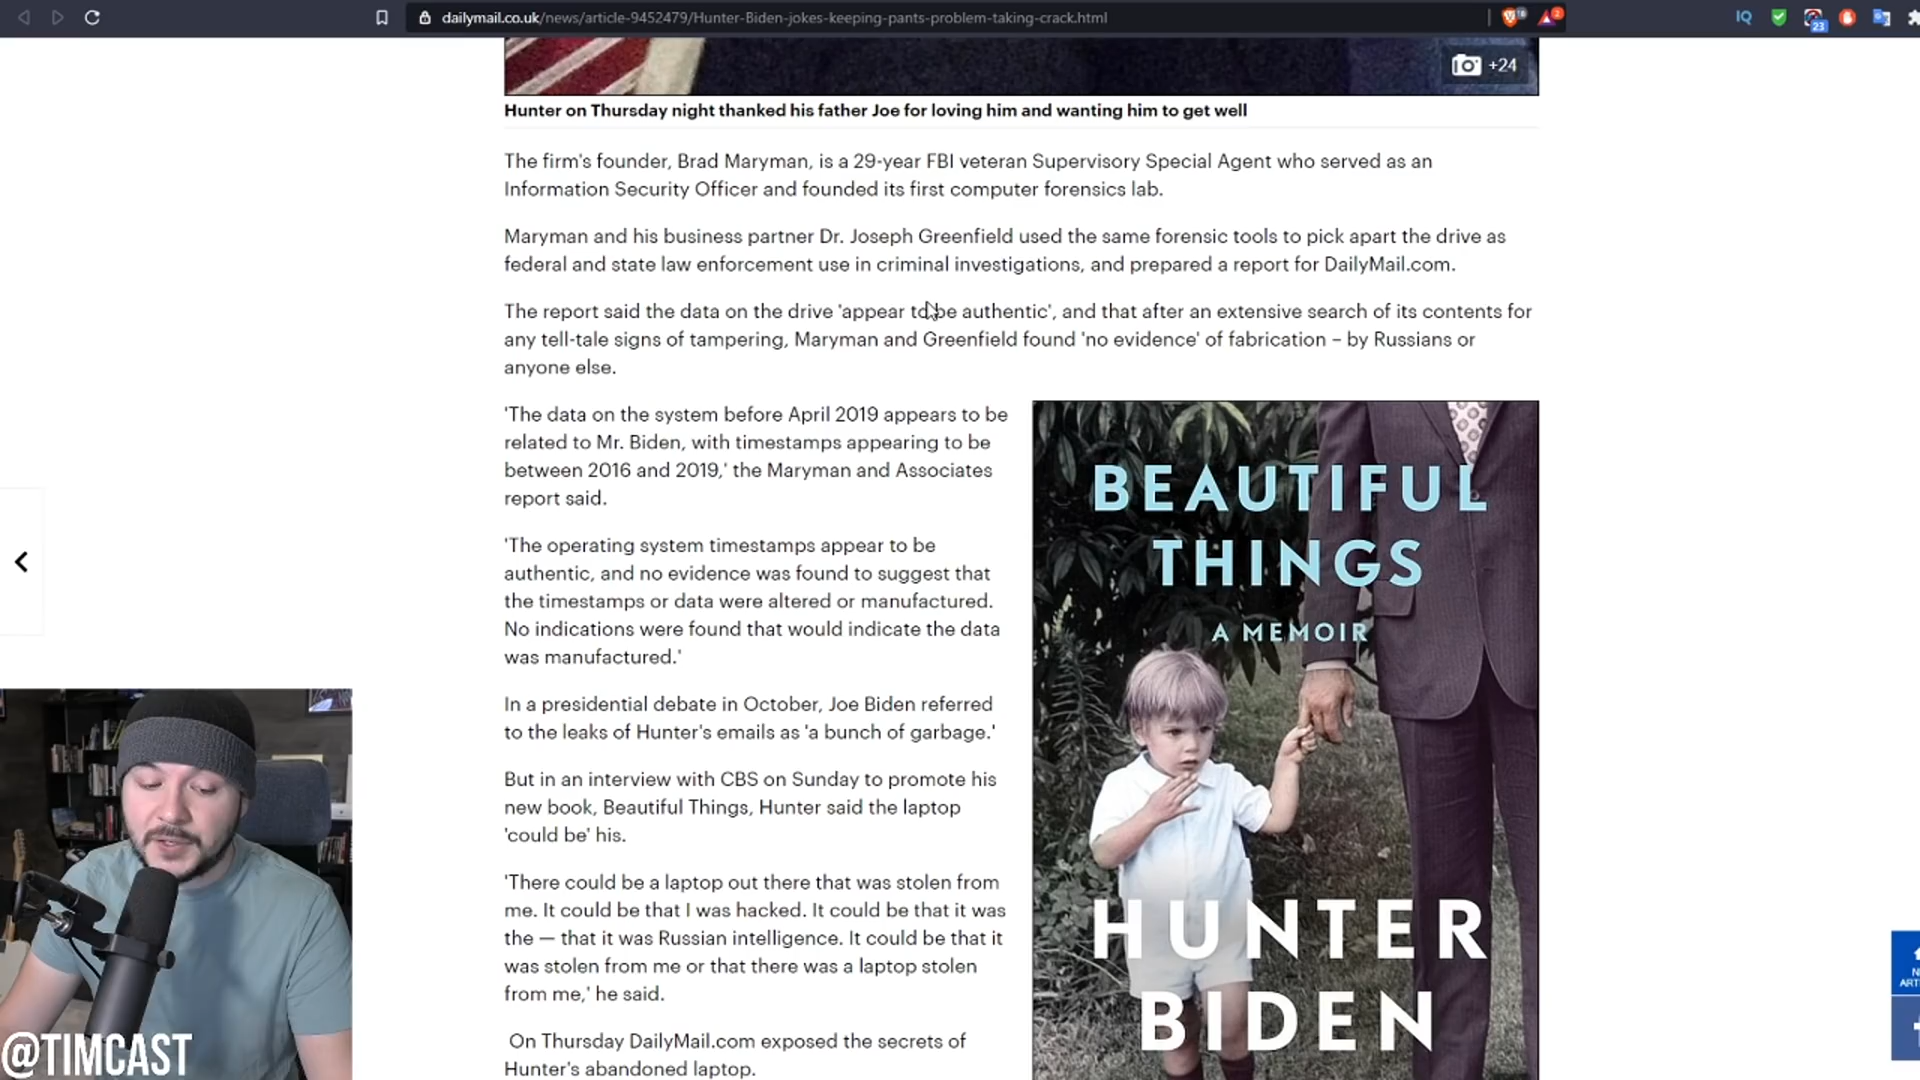 dailymail.co.uk/news/article-9452479/Hunter-Biden-jokes-keeping-pants-problem-taking-crack.html
IQ
23
+24
Hunter on Thursday night thanked his father Joe for loving him and wanting him to get well
The firm's founder, Brad Maryman, is a 29-year FBI veteran Supervisory Special Agent who served as an
Information Security Officer and founded its first computer forensics lab.
Maryman and his business partner Dr. Joseph Greenfield used the same forensic tools to pick apart the drive as
federal and state law enforcement use in criminal investigations, and prepared a report for DailyMail.com.
The report said the data on the drive 'appear to be authentic', and that after an extensive search of its contents for
any tell-tale signs of tampering, Maryman and Greenfield found 'no evidence' of fabrication – by Russians or
anyone else.
'The data on the system before April 2019 appears to be
related to Mr. Biden, with timestamps appearing to be
between 2016 and 2019,' the Maryman and Associates
report said.
'The operating system timestamps appear to be
authentic, and no evidence was found to suggest that
the timestamps or data were altered or manufactured.
No indications were found that would indicate the data
was manufactured.'
In a presidential debate in October, Joe Biden referred
to the leaks of Hunter's emails as 'a bunch of garbage.'
But in an interview with CBS on Sunday to promote his
new book, Beautiful Things, Hunter said the laptop
'could be' his.
'There could be a laptop out there that was stolen from
me. It could be that I was hacked. It could be that it was
the — that it was Russian intelligence. It could be that it
was stolen from me or that there was a laptop stolen
from me,' he said.
On Thursday DailyMail.com exposed the secrets of
Hunter's abandoned laptop.
BEAUTIFUL
THINGS
A MEMOIR
HUNTER
BIDEN
@TIMCAST